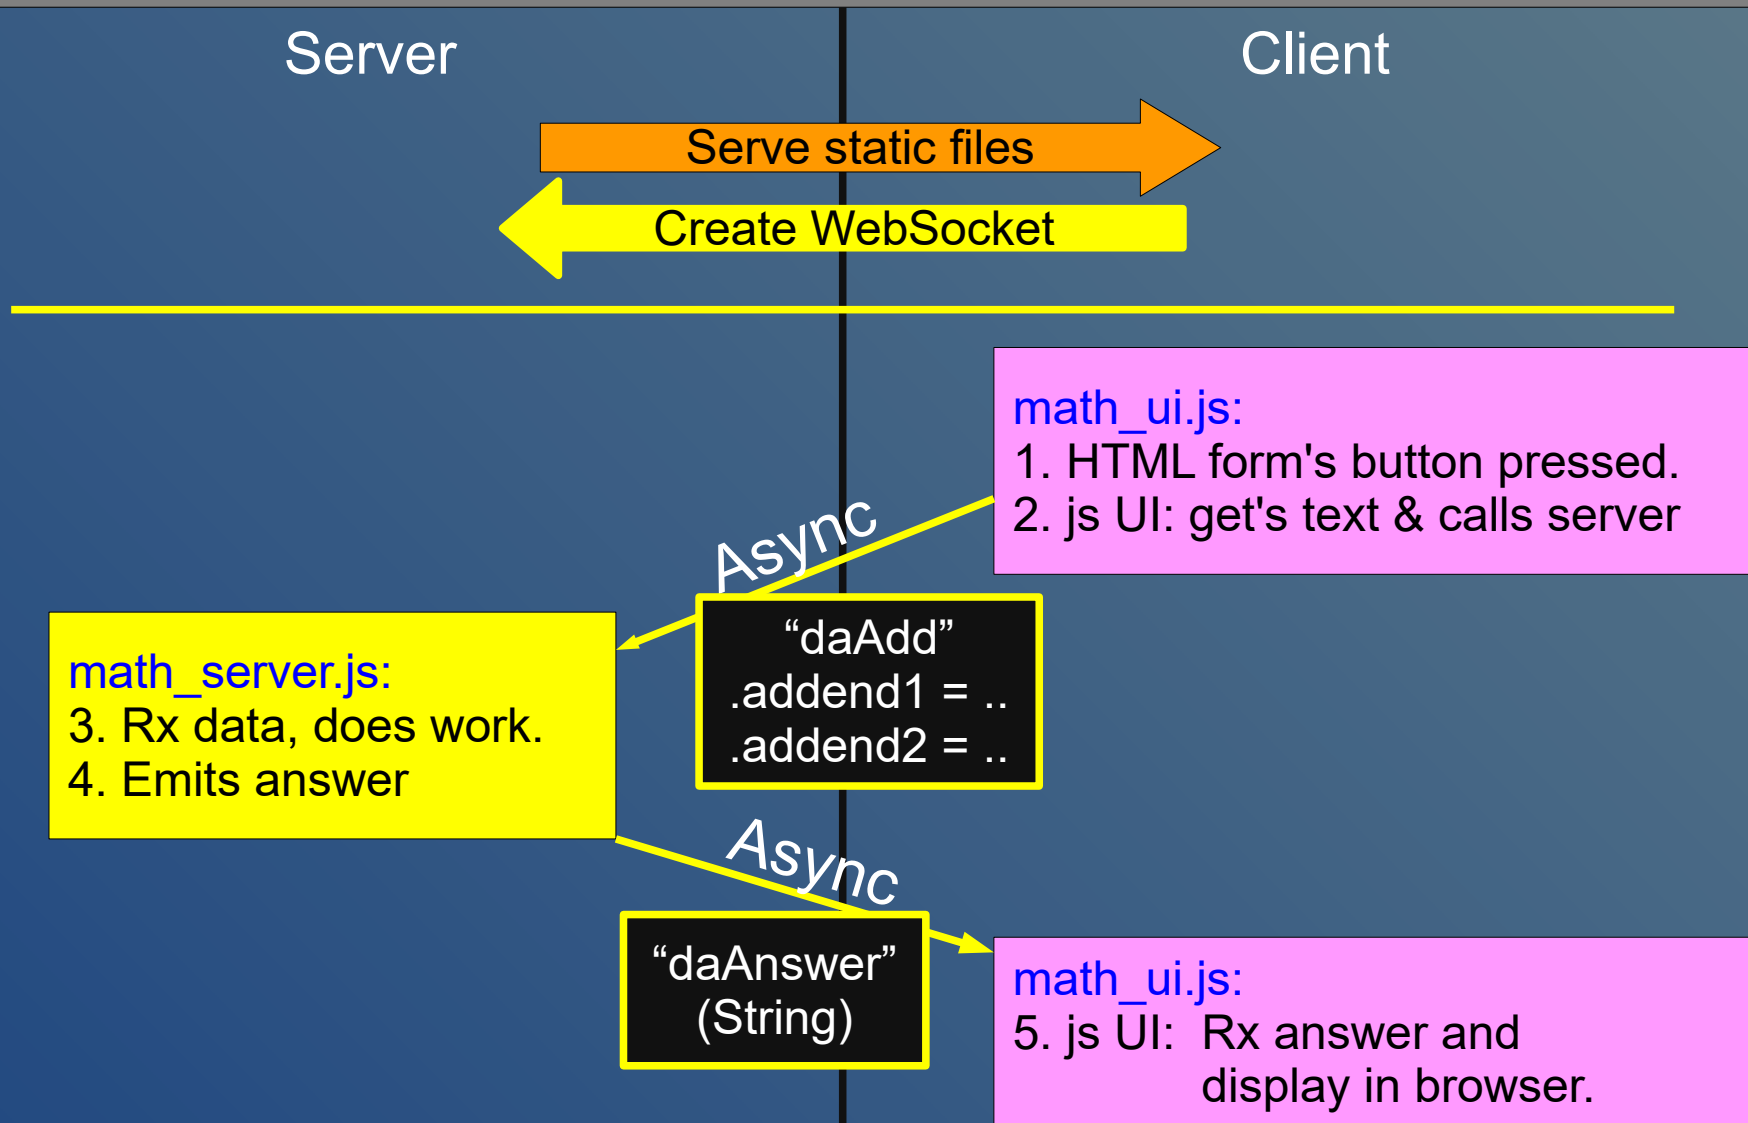 Server
Client
Serve static files
Create WebSocket
math_ui.js:
1. HTML form's button pressed.
2. js UI: get's text & calls server
Async
“daAdd”
.addend1 = ..
.addend2 = ..
math_server.js:
3. Rx data, does work.
4. Emits answer
Async
“daAnswer”
(String)
math_ui.js:
5. js UI: Rx answer and
display in browser.